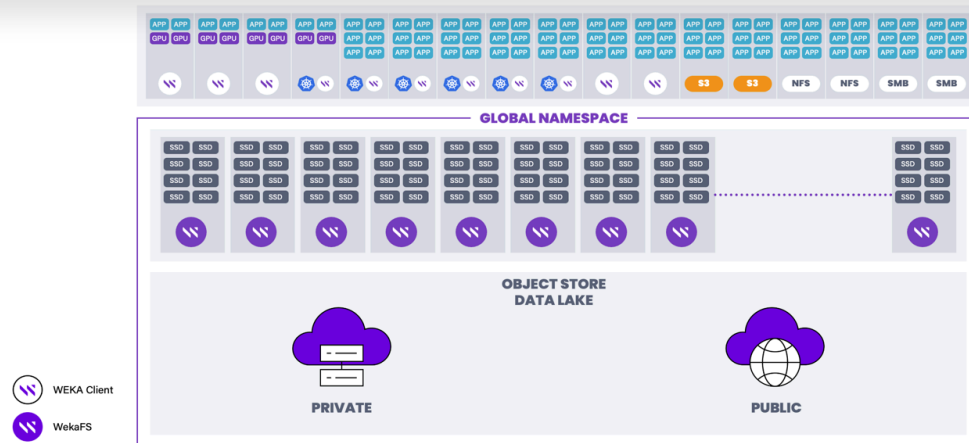 APP APP APP APP APP APP APP APP APP APP APP APP APP APP APP APP APP APP APP APP APP APP APP APP APP APP APP APP APP APP APP APP APP APP
GPU GPU GPU GPU GPU GPU GPU GPU APP APP APP APP APP APP APP APP APP APP APP APP APP APP APP APP APP APP APP APP APP APP APP APP APP APP
APP APP APP APP APP APP APP APP APP APP APP APP APP APP APP APP APP APP APP APP APP APP APP APP APP APP
S3 S3 NFS NFS SMB SMB
GLOBAL NAMESPACE
SSD SSD SSD SSD SSD SSD SSD SSD SSD SSD SSD SSD SSD SSD SSD SSD SSD SSD
SSD SSD SSD SSD SSD SSD SSD SSD SSD SSD SSD SSD SSD SSD SSD SSD SSD SSD
SSD SSD SSD SSD SSD SSD SSD SSD SSD SSD SSD SSD SSD SSD SSD SSD SSD SSD
SSD SSD SSD SSD SSD SSD SSD SSD SSD SSD SSD SSD SSD SSD SSD SSD SSD SSD
OBJECT STORE
DATA LAKE
PRIVATE
PUBLIC
WEKA Client
WekaFS